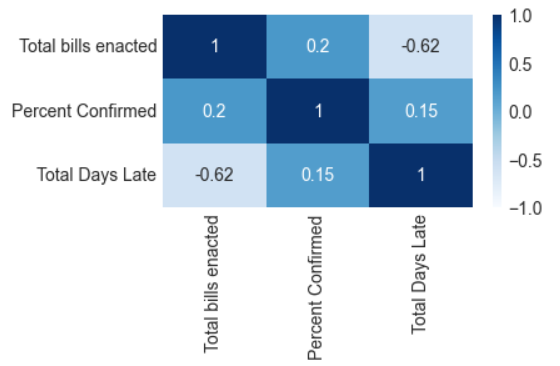 Total bills enacted 1 0.2 -0.62
Percent Confirmed 0.2 1 0.15
Total Days Late -0.62 0.15 1
Total bills enacted
Percent Confirmed
Total Days Late
1.0
0.5
0.0
−0.5
−1.0